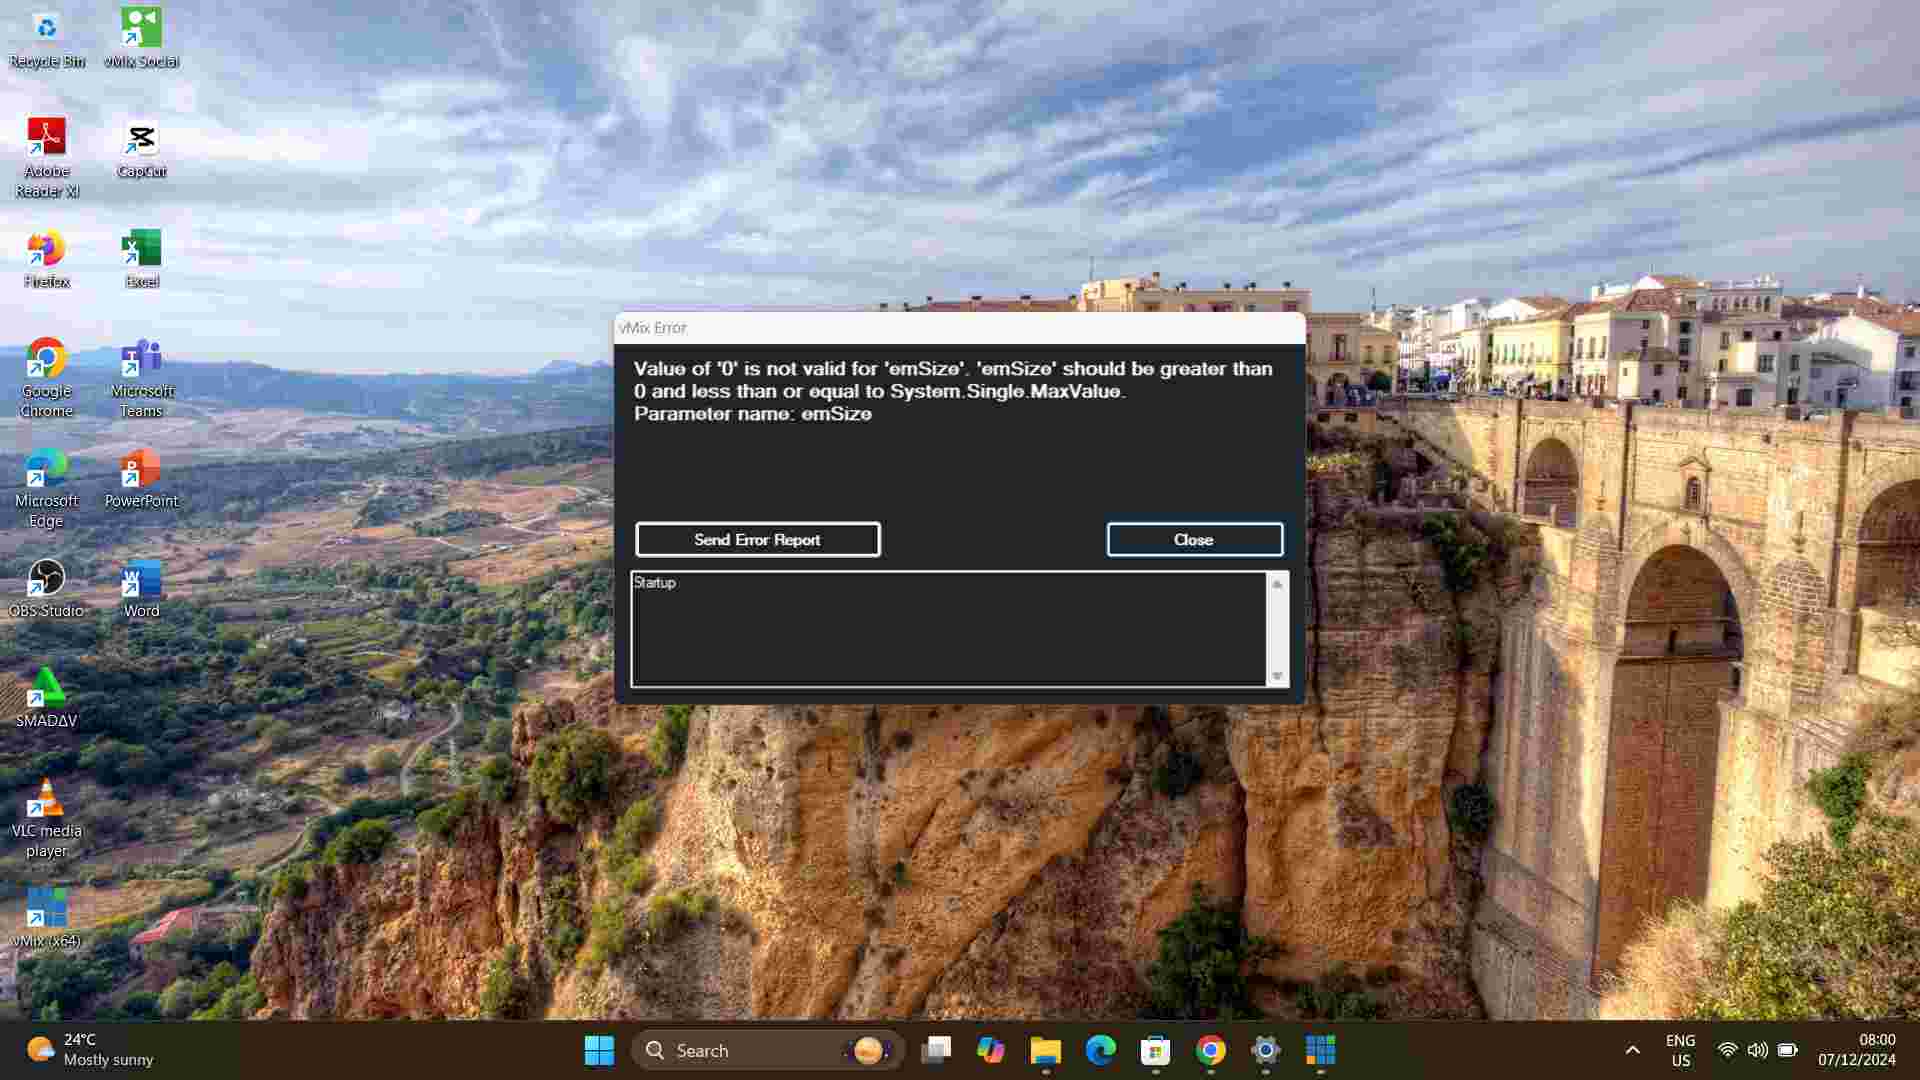 Recycle Bin
vMix Social
Adobe
Reader XI
CapCut
Firefox
Excel
Google
Chrome
Microsoft
Teams
Microsoft
Edge
PowerPoint
OBS Studio
Word
SMADΔV
VLC media
player
vMix (x64)
vMix Error
Value of '0' is not valid for 'emSize'. 'emSize' should be greater than
0 and less than or equal to System.Single.MaxValue.
Parameter name: emSize
Send Error Report
Close
Startup
24°C
Mostly sunny
Search
ENG
US
08:00
07/12/2024